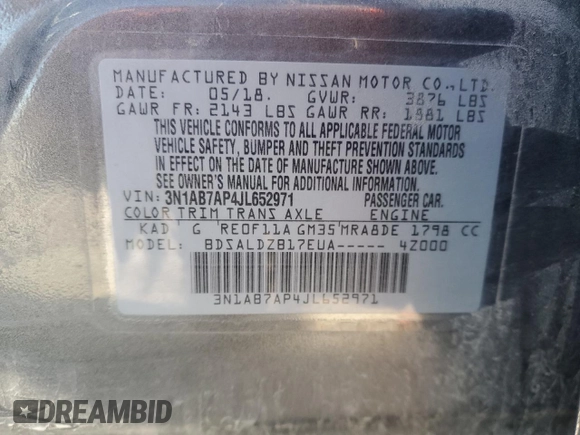 MANUFACTURED BY NISSAN MOTOR CO.,LTD.
DATE: 05/18. GVWR: 3876 LBS
GAWR FR: 2143 LBS GAWR RR: 1881 LBS
THIS VEHICLE CONFORMS TO ALL APPLICABLE FEDERAL MOTOR
VEHICLE SAFETY, BUMPER AND THEFT PREVENTION STANDARDS
IN EFFECT ON THE DATE OF MANUFACTURE SHOWN ABOVE.
SEE OWNER'S MANUAL FOR ADDITIONAL INFORMATION.
VIN: 3N1AB7AP4JL652971 PASSENGER CAR.
COLOR TRIM TRANS AXLE ENGINE
KAD G RE0F11A GM35 MRA8DE 1798 CC
MODEL: BDSALDZB17EUA----- 4Z000
3N1AB7AP4JL652971
DREAMBID